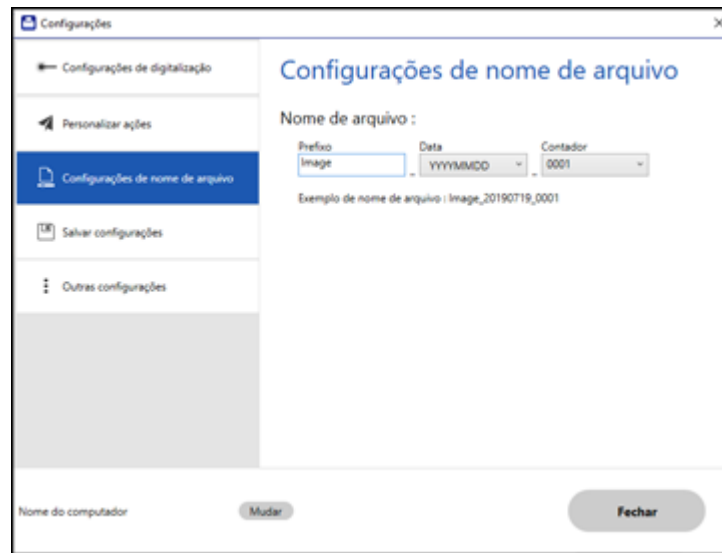 Configurações
Configurações de digitalização
Personalizar ações
Configurações de nome de arquivo
Salvar configurações
Outras configurações
Configurações de nome de arquivo
Nome de arquivo :
Prefixo Data Contador
Image _ YYYYMMDD _ 0001
Exemplo de nome de arquivo : Image_20190719_0001
Nome do computador Mudar Fechar